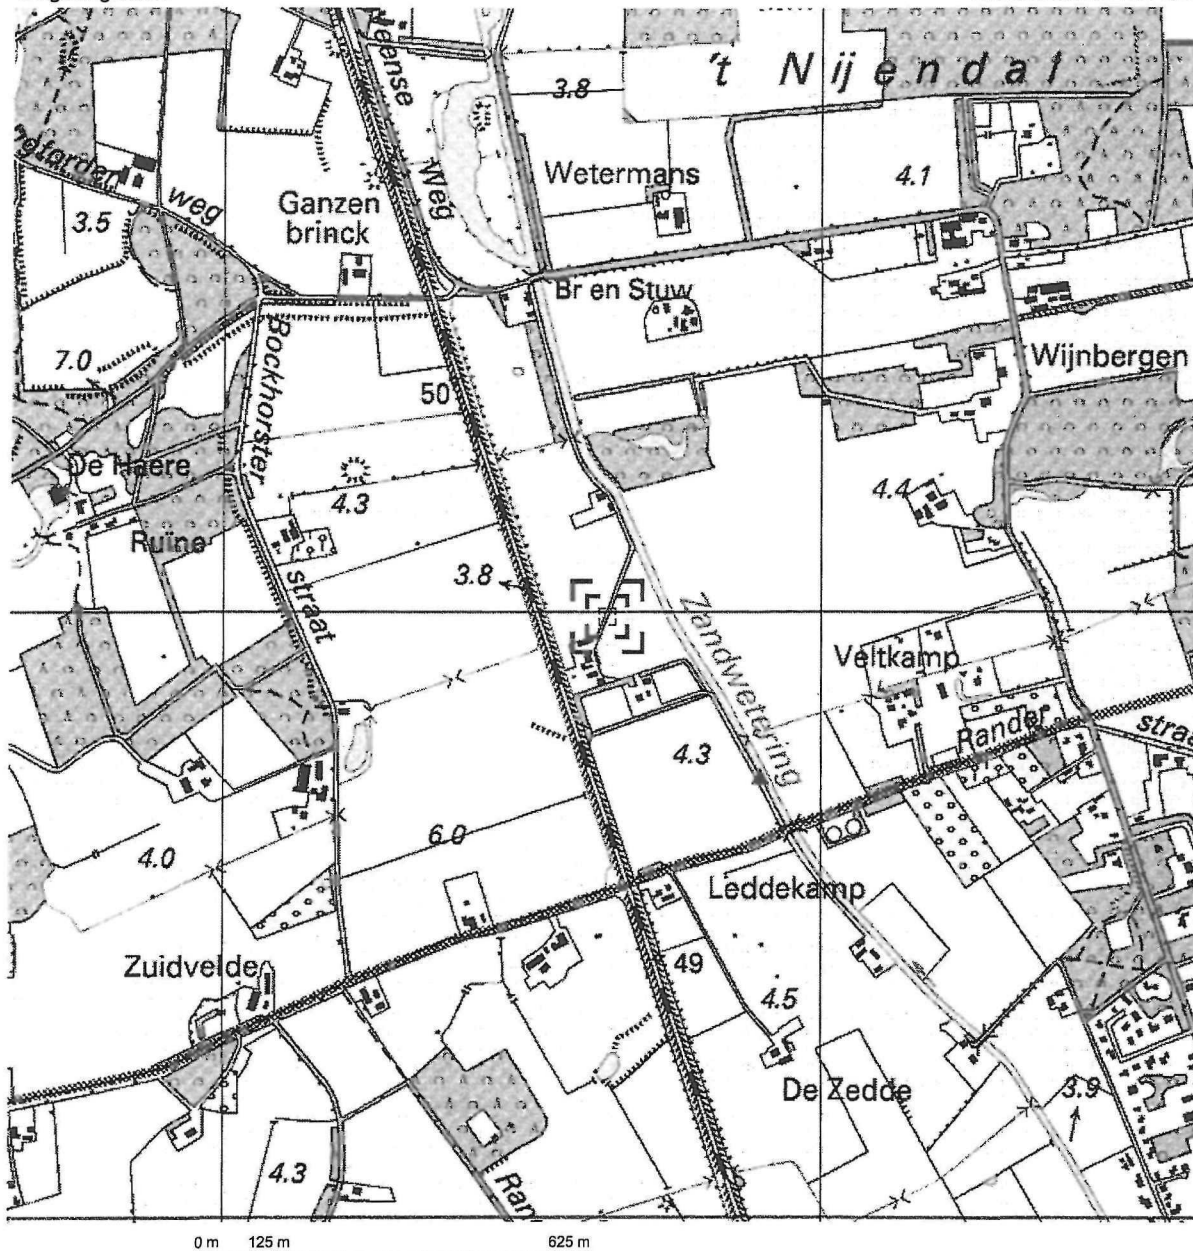 't Nijendal
3.8
Weg
Wetermans
4.1
weg
Ganzen
brinck
3.5
Br en Stuw
Wijnbergen
7.0
50
Bockhorster
De Haere
4.3
4.4
Ruïne
3.8
straat
Zandwetering
Veltkamp
Rander
4.3
6.0
4.0
Leddekamp
Zuidvelder
49
4.5
De Zedde
3.9
4.3
Ran
0 m 125 m 625 m